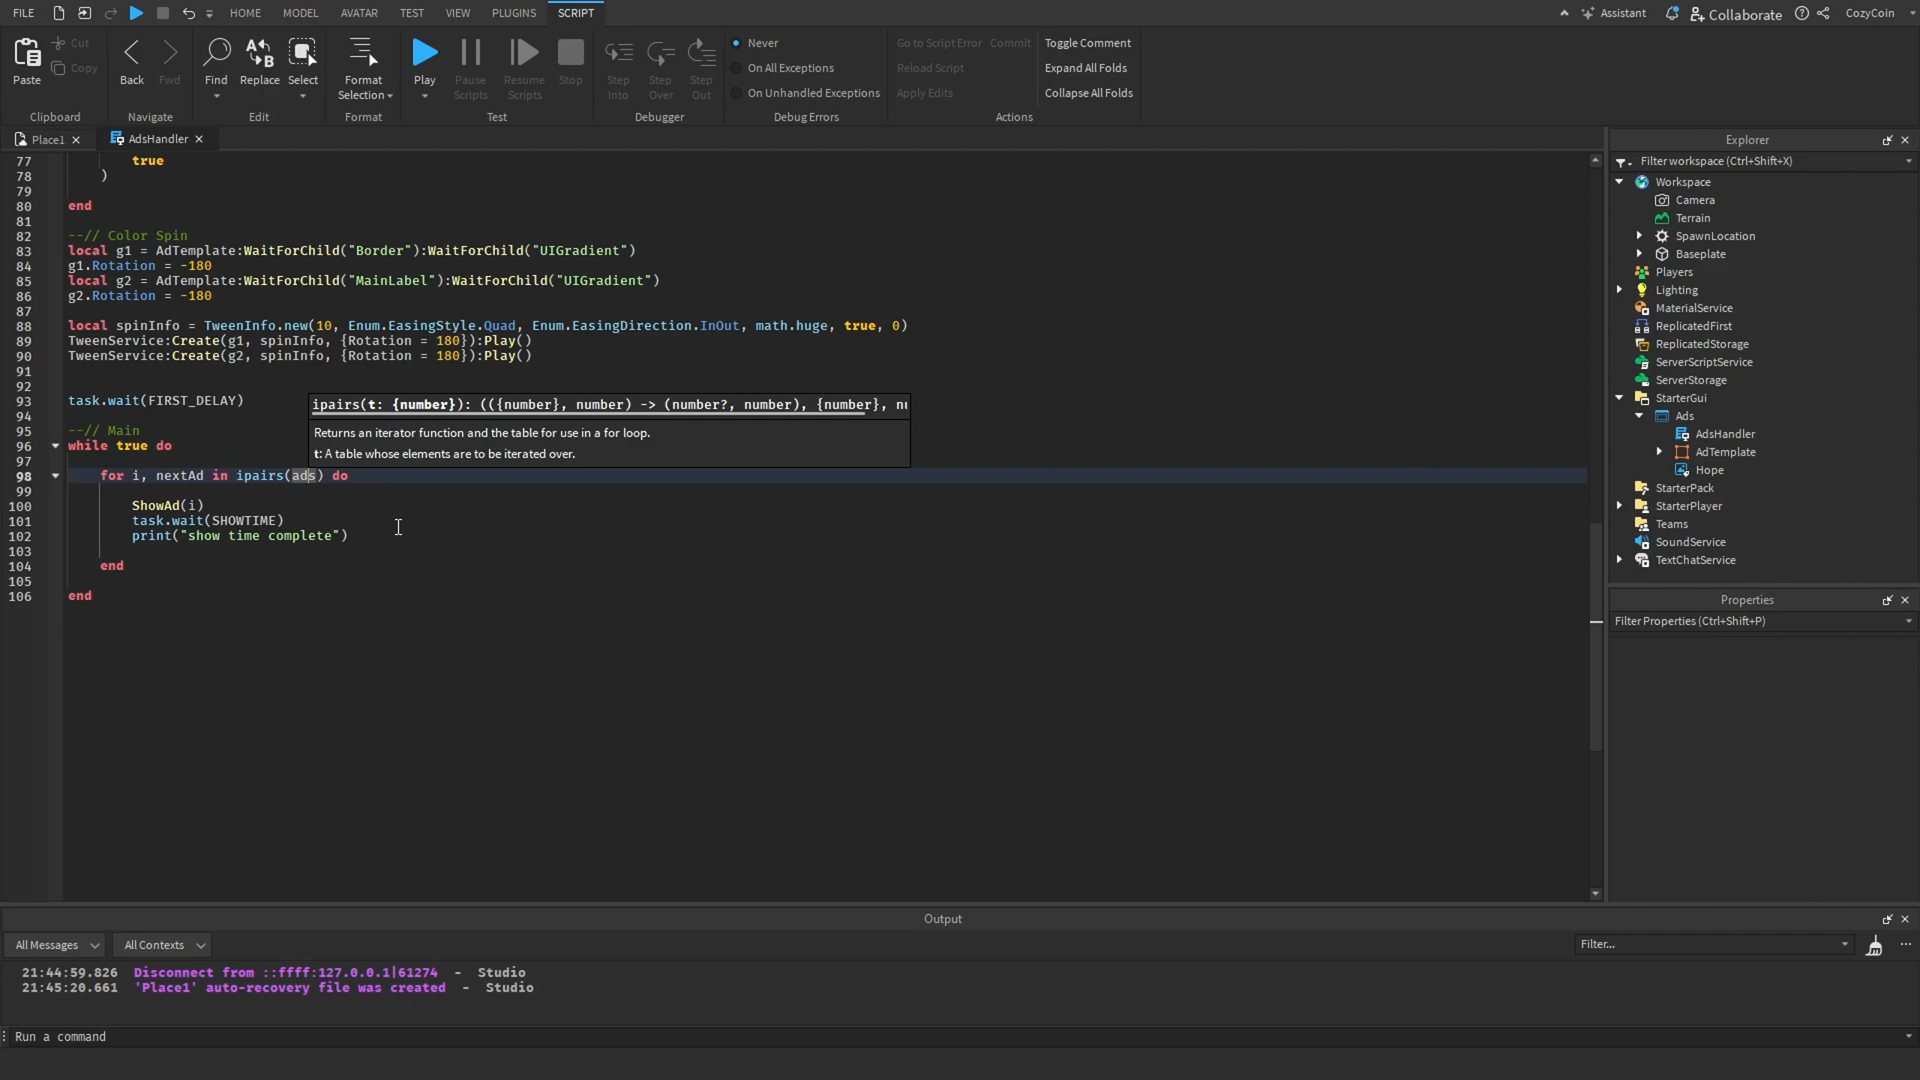 FILE HOME MODEL AVATAR TEST VIEW PLUGINS SCRIPT Assistant Collaborate CozyCoin
Paste Cut Copy Back Fwd Find Replace Select Format Selection Play Pause Scripts Resume Scripts Stop Step Into Step Over Step Out
Never
On All Exceptions
On Unhandled Exceptions
Go to Script Error Commit
Reload Script
Apply Edits
Toggle Comment
Expand All Folds
Collapse All Folds
Clipboard Navigate Edit Format Test Debugger Debug Errors Actions
Place1 AdsHandler
77 true
78 )
79
80 end
81
82 --// Color Spin
83 local g1 = AdTemplate:WaitForChild("Border"):WaitForChild("UIGradient")
84 g1.Rotation = -180
85 local g2 = AdTemplate:WaitForChild("MainLabel"):WaitForChild("UIGradient")
86 g2.Rotation = -180
87
88 local spinInfo = TweenInfo.new(10, Enum.EasingStyle.Quad, Enum.EasingDirection.InOut, math.huge, true, 0)
89 TweenService:Create(g1, spinInfo, {Rotation = 180}):Play()
90 TweenService:Create(g2, spinInfo, {Rotation = 180}):Play()
91
92
93 task.wait(FIRST_DELAY)
94
95 --// Main
96 while true do
97
98 for i, nextAd in ipairs(ads) do
99
100 ShowAd(i)
101 task.wait(SHOWTIME)
102 print("show time complete")
103
104 end
105
106 end
ipairs(t: {number}): (({number}, number) -> (number?, number), {number}, nu
Returns an iterator function and the table for use in a for loop.
t: A table whose elements are to be iterated over.
Explorer
Filter workspace (Ctrl+Shift+X)
Workspace
Camera
Terrain
SpawnLocation
Baseplate
Players
Lighting
MaterialService
ReplicatedFirst
ReplicatedStorage
ServerScriptService
ServerStorage
StarterGui
Ads
AdsHandler
AdTemplate
Hope
StarterPack
StarterPlayer
Teams
SoundService
TextChatService
Properties
Filter Properties (Ctrl+Shift+P)
Output
All Messages All Contexts Filter...
21:44:59.826 Disconnect from ::ffff:127.0.0.1|61274 - Studio
21:45:20.661 'Place1' auto-recovery file was created - Studio
Run a command